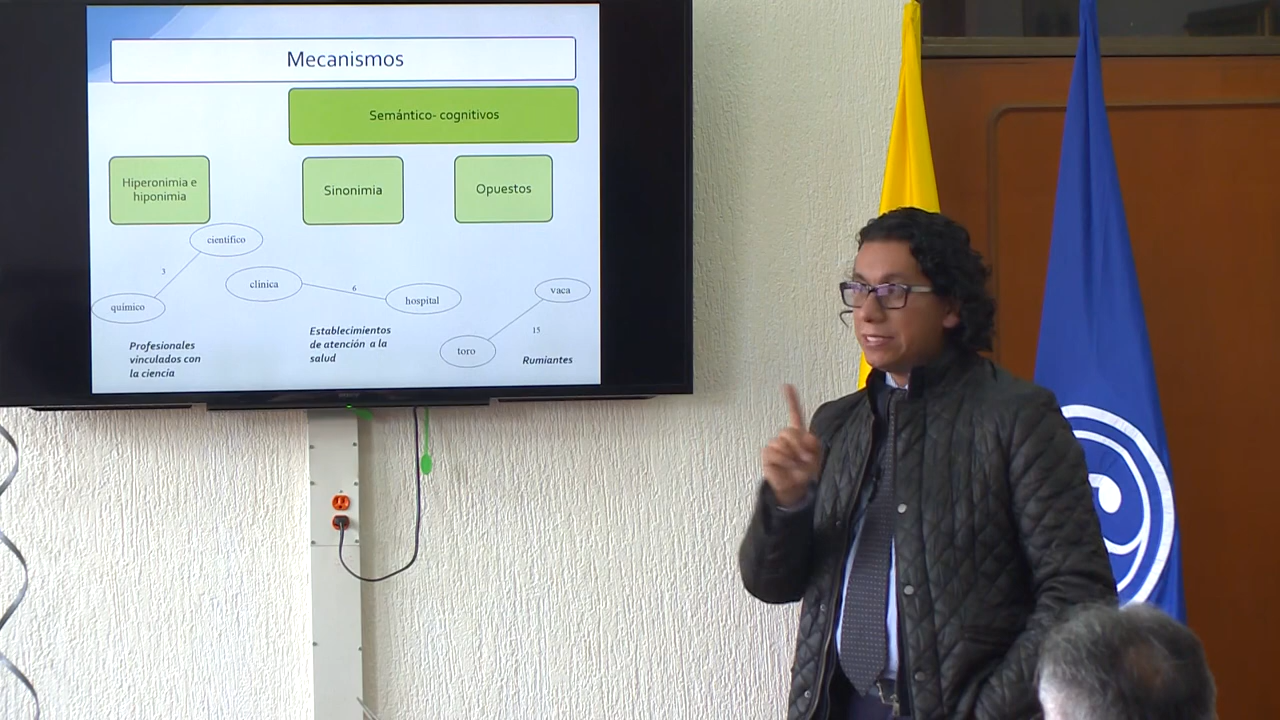 Mecanismos
Semántico- cognitivos
Hiperonimia e
hiponimia
Sinonimia
Opuestos
científico
3
químico
clínica
6
hospital
vaca
15
toro
Profesionales
vinculados con
la ciencia
Establecimientos
de atención a la
salud
Rumiantes